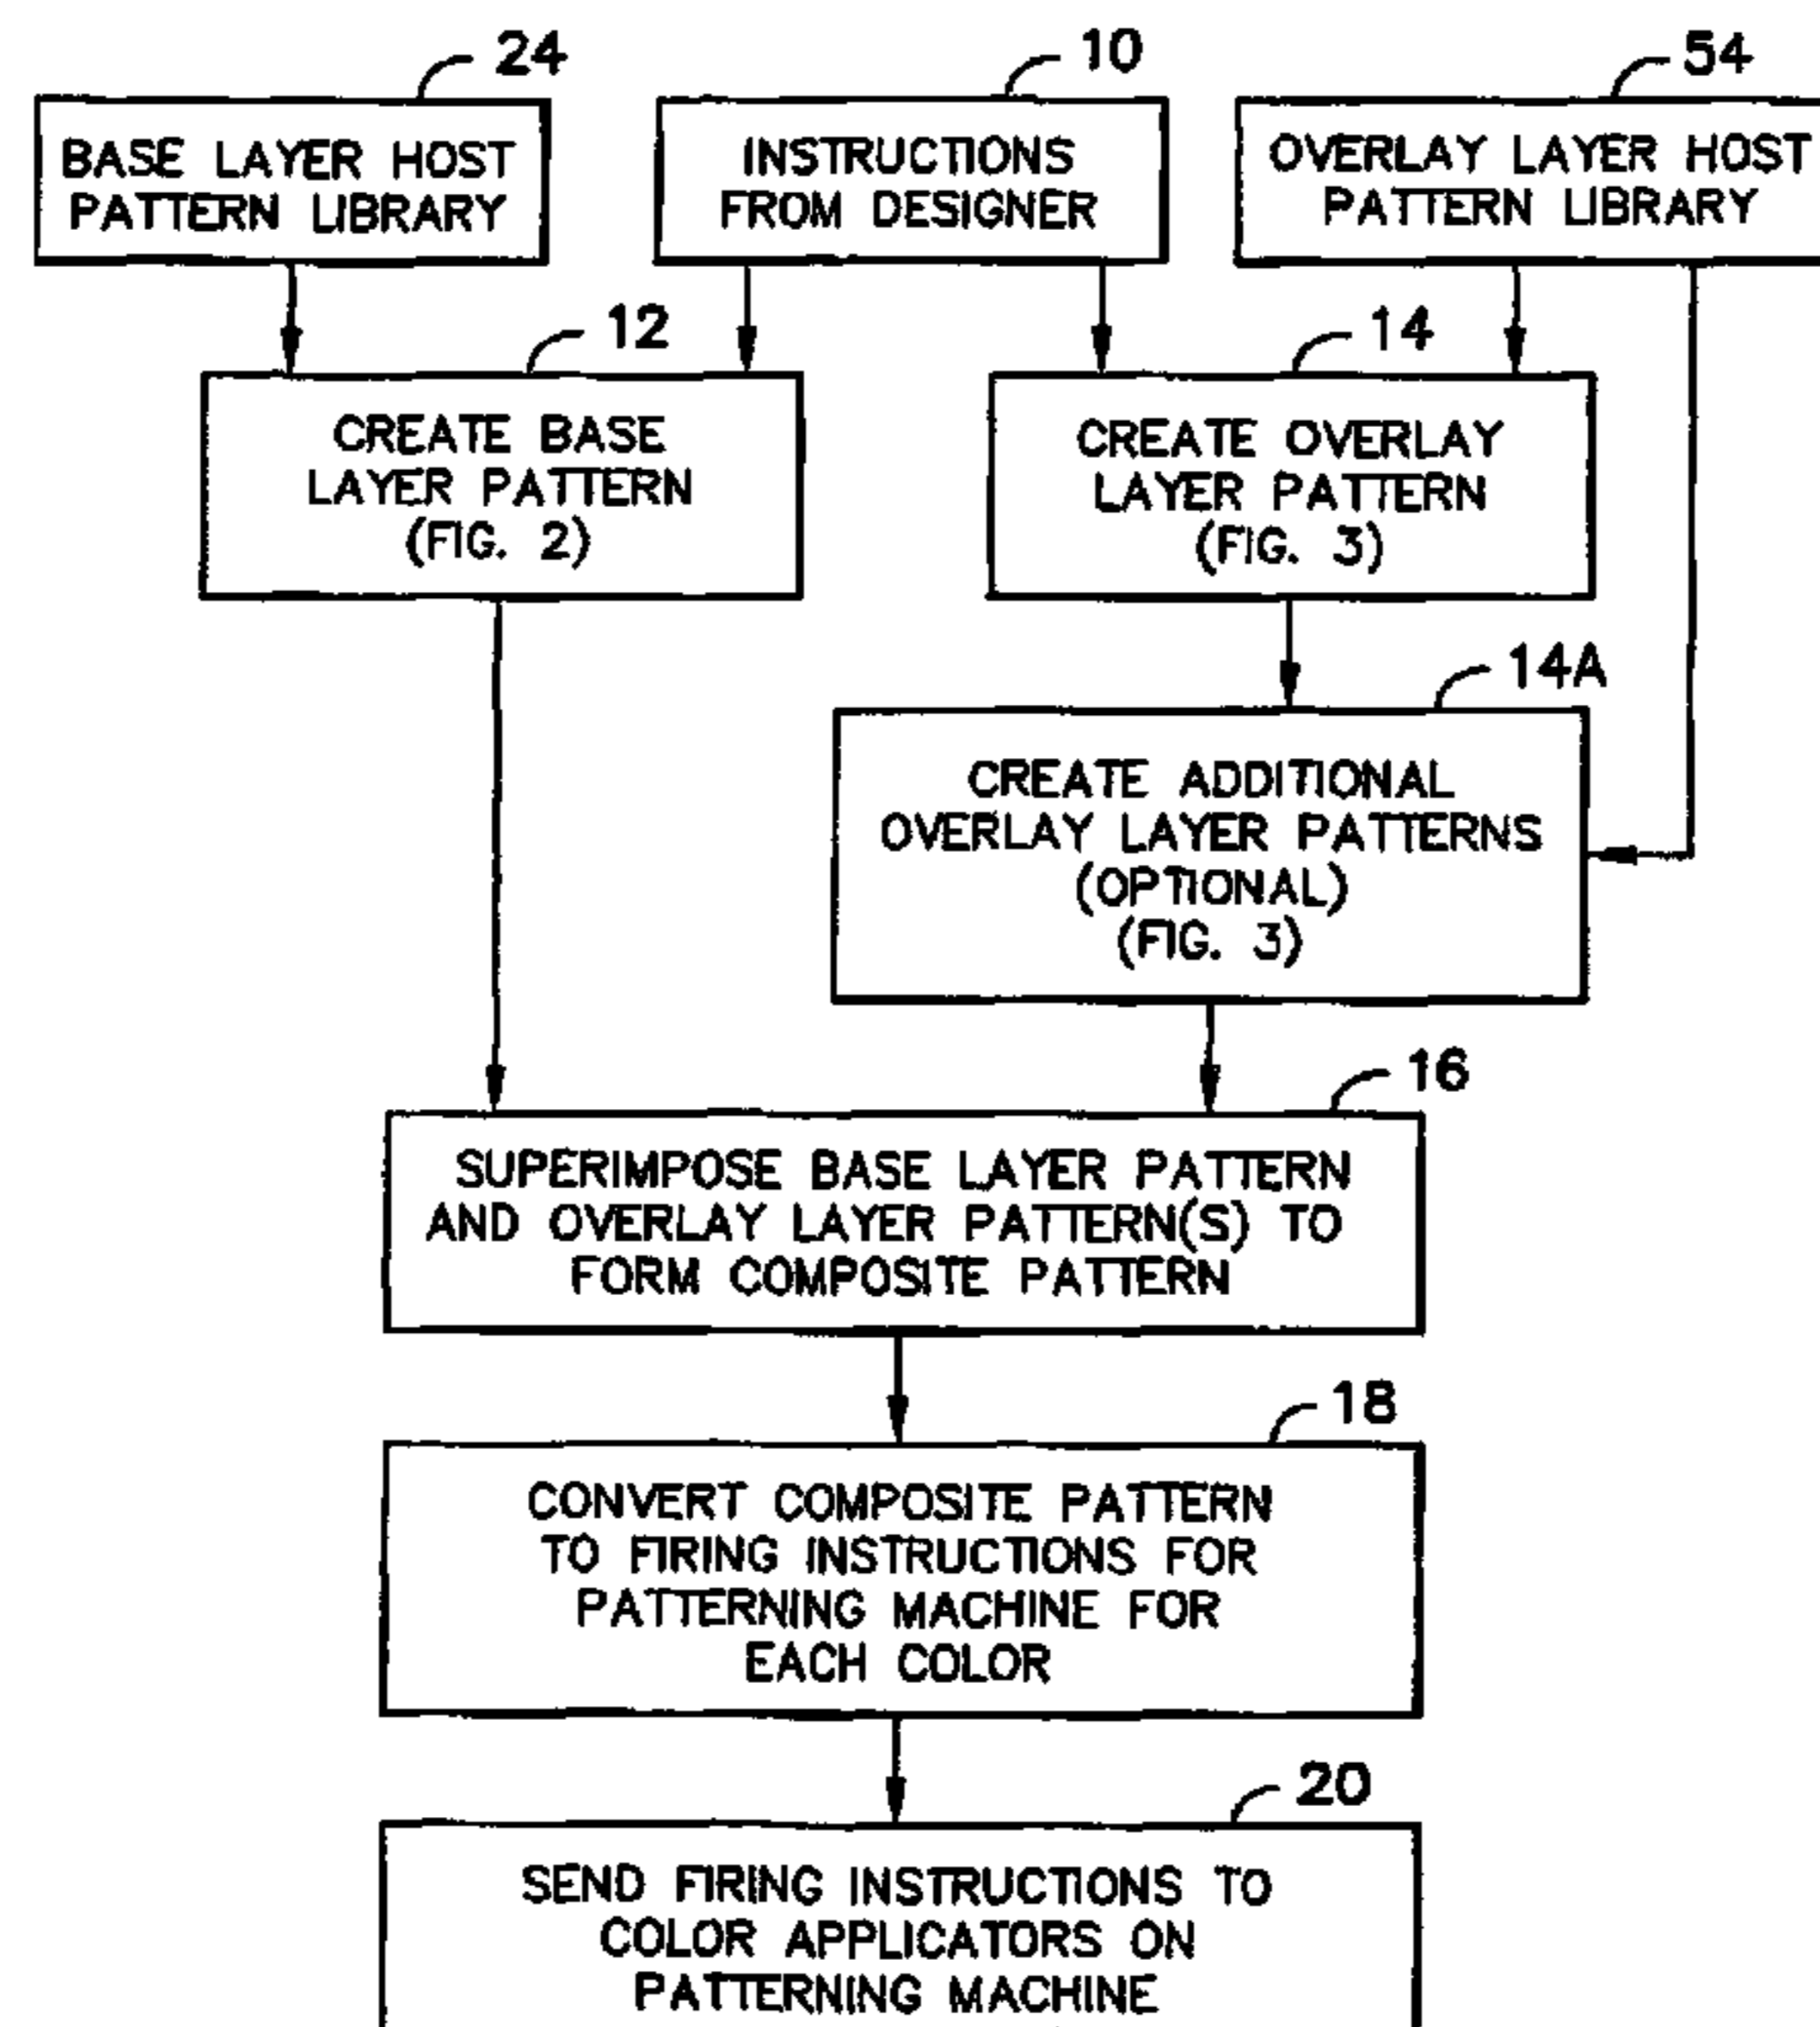 24
BASE LAYER HOST
PATTERN LIBRARY
10
INSTRUCTIONS
FROM DESIGNER
54
OVERLAY LAYER HOST
PATTERN LIBRARY
12
CREATE BASE
LAYER PATTERN
(FIG. 2)
14
CREATE OVERLAY
LAYER PATTERN
(FIG. 3)
14A
CREATE ADDITIONAL
OVERLAY LAYER PATTERNS
(OPTIONAL)
(FIG. 3)
16
SUPERIMPOSE BASE LAYER PATTERN
AND OVERLAY LAYER PATTERN(S) TO
FORM COMPOSITE PATTERN
18
CONVERT COMPOSITE PATTERN
TO FIRING INSTRUCTIONS FOR
PATTERNING MACHINE FOR
EACH COLOR
20
SEND FIRING INSTRUCTIONS TO
COLOR APPLICATORS ON
PATTERNING MACHINE